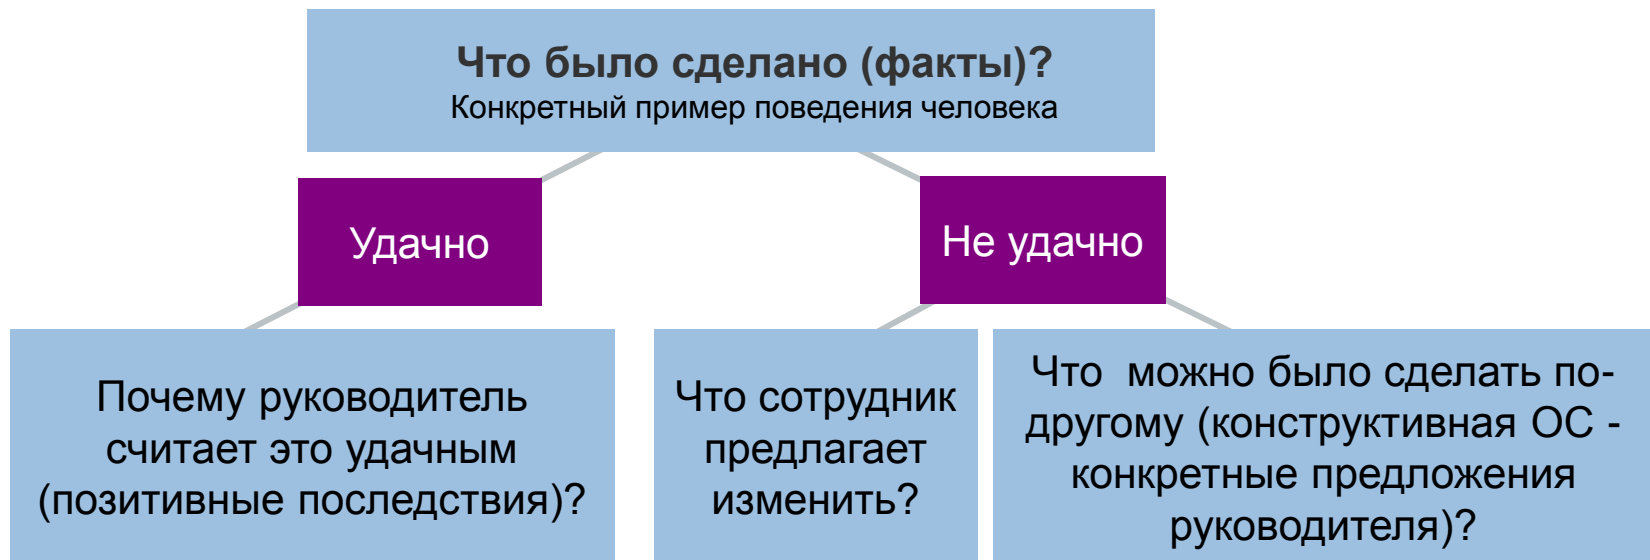 Что было сделано (факты)?
Конкретный пример поведения человека
Удачно
Не удачно
Почему руководитель
считает это удачным
(позитивные последствия)?
Что сотрудник
предлагает
изменить?
Что  можно было сделать по-
другому (конструктивная ОС -
конкретные предложения
руководителя)?